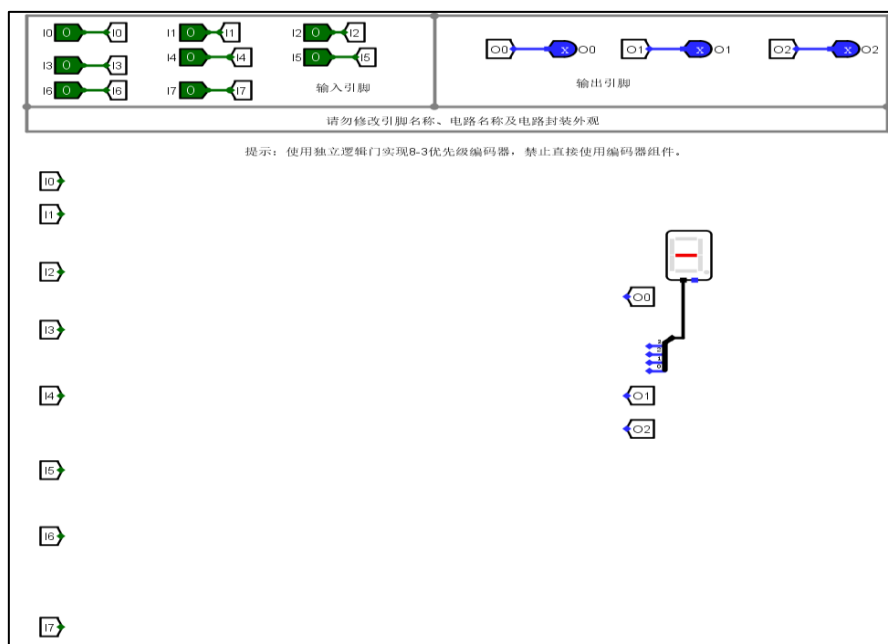 I0 0 I0 I1 0 I1 I2 0 I2
O0 x O0 O1 x O1 O2 x O2
I3 0 I3 I4 0 I4 I5 0 I5
I6 0 I6 I7 0 I7 输入引脚
输出引脚
请勿修改引脚名称、电路名称及电路封装外观
提示：使用独立逻辑门实现8-3优先级编码器，禁止直接使用编码器组件。
I0
I1
I2
O0
I3
I4
O1
O2
I5
I6
I7